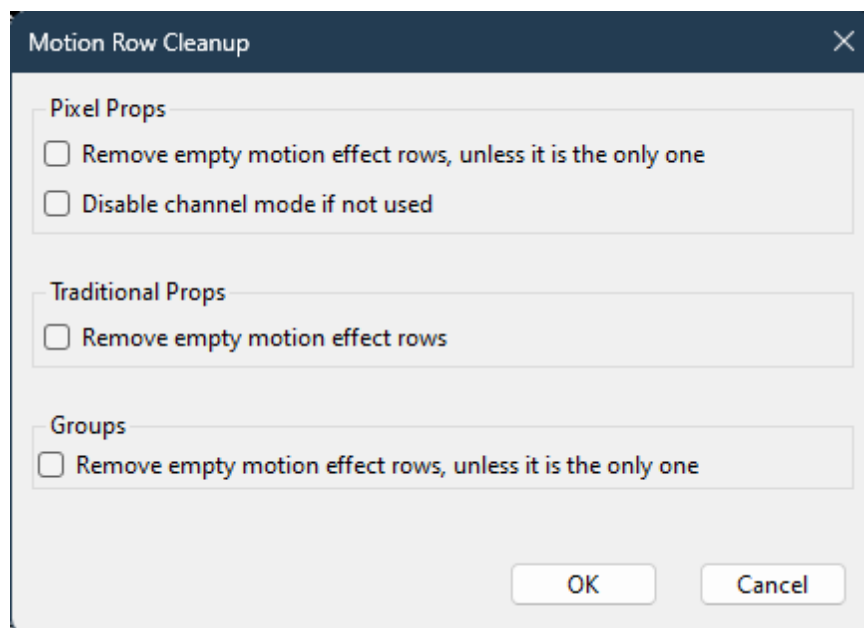 Motion Row Cleanup
Pixel Props
Remove empty motion effect rows, unless it is the only one
Disable channel mode if not used
Traditional Props
Remove empty motion effect rows
Groups
Remove empty motion effect rows, unless it is the only one
OK Cancel